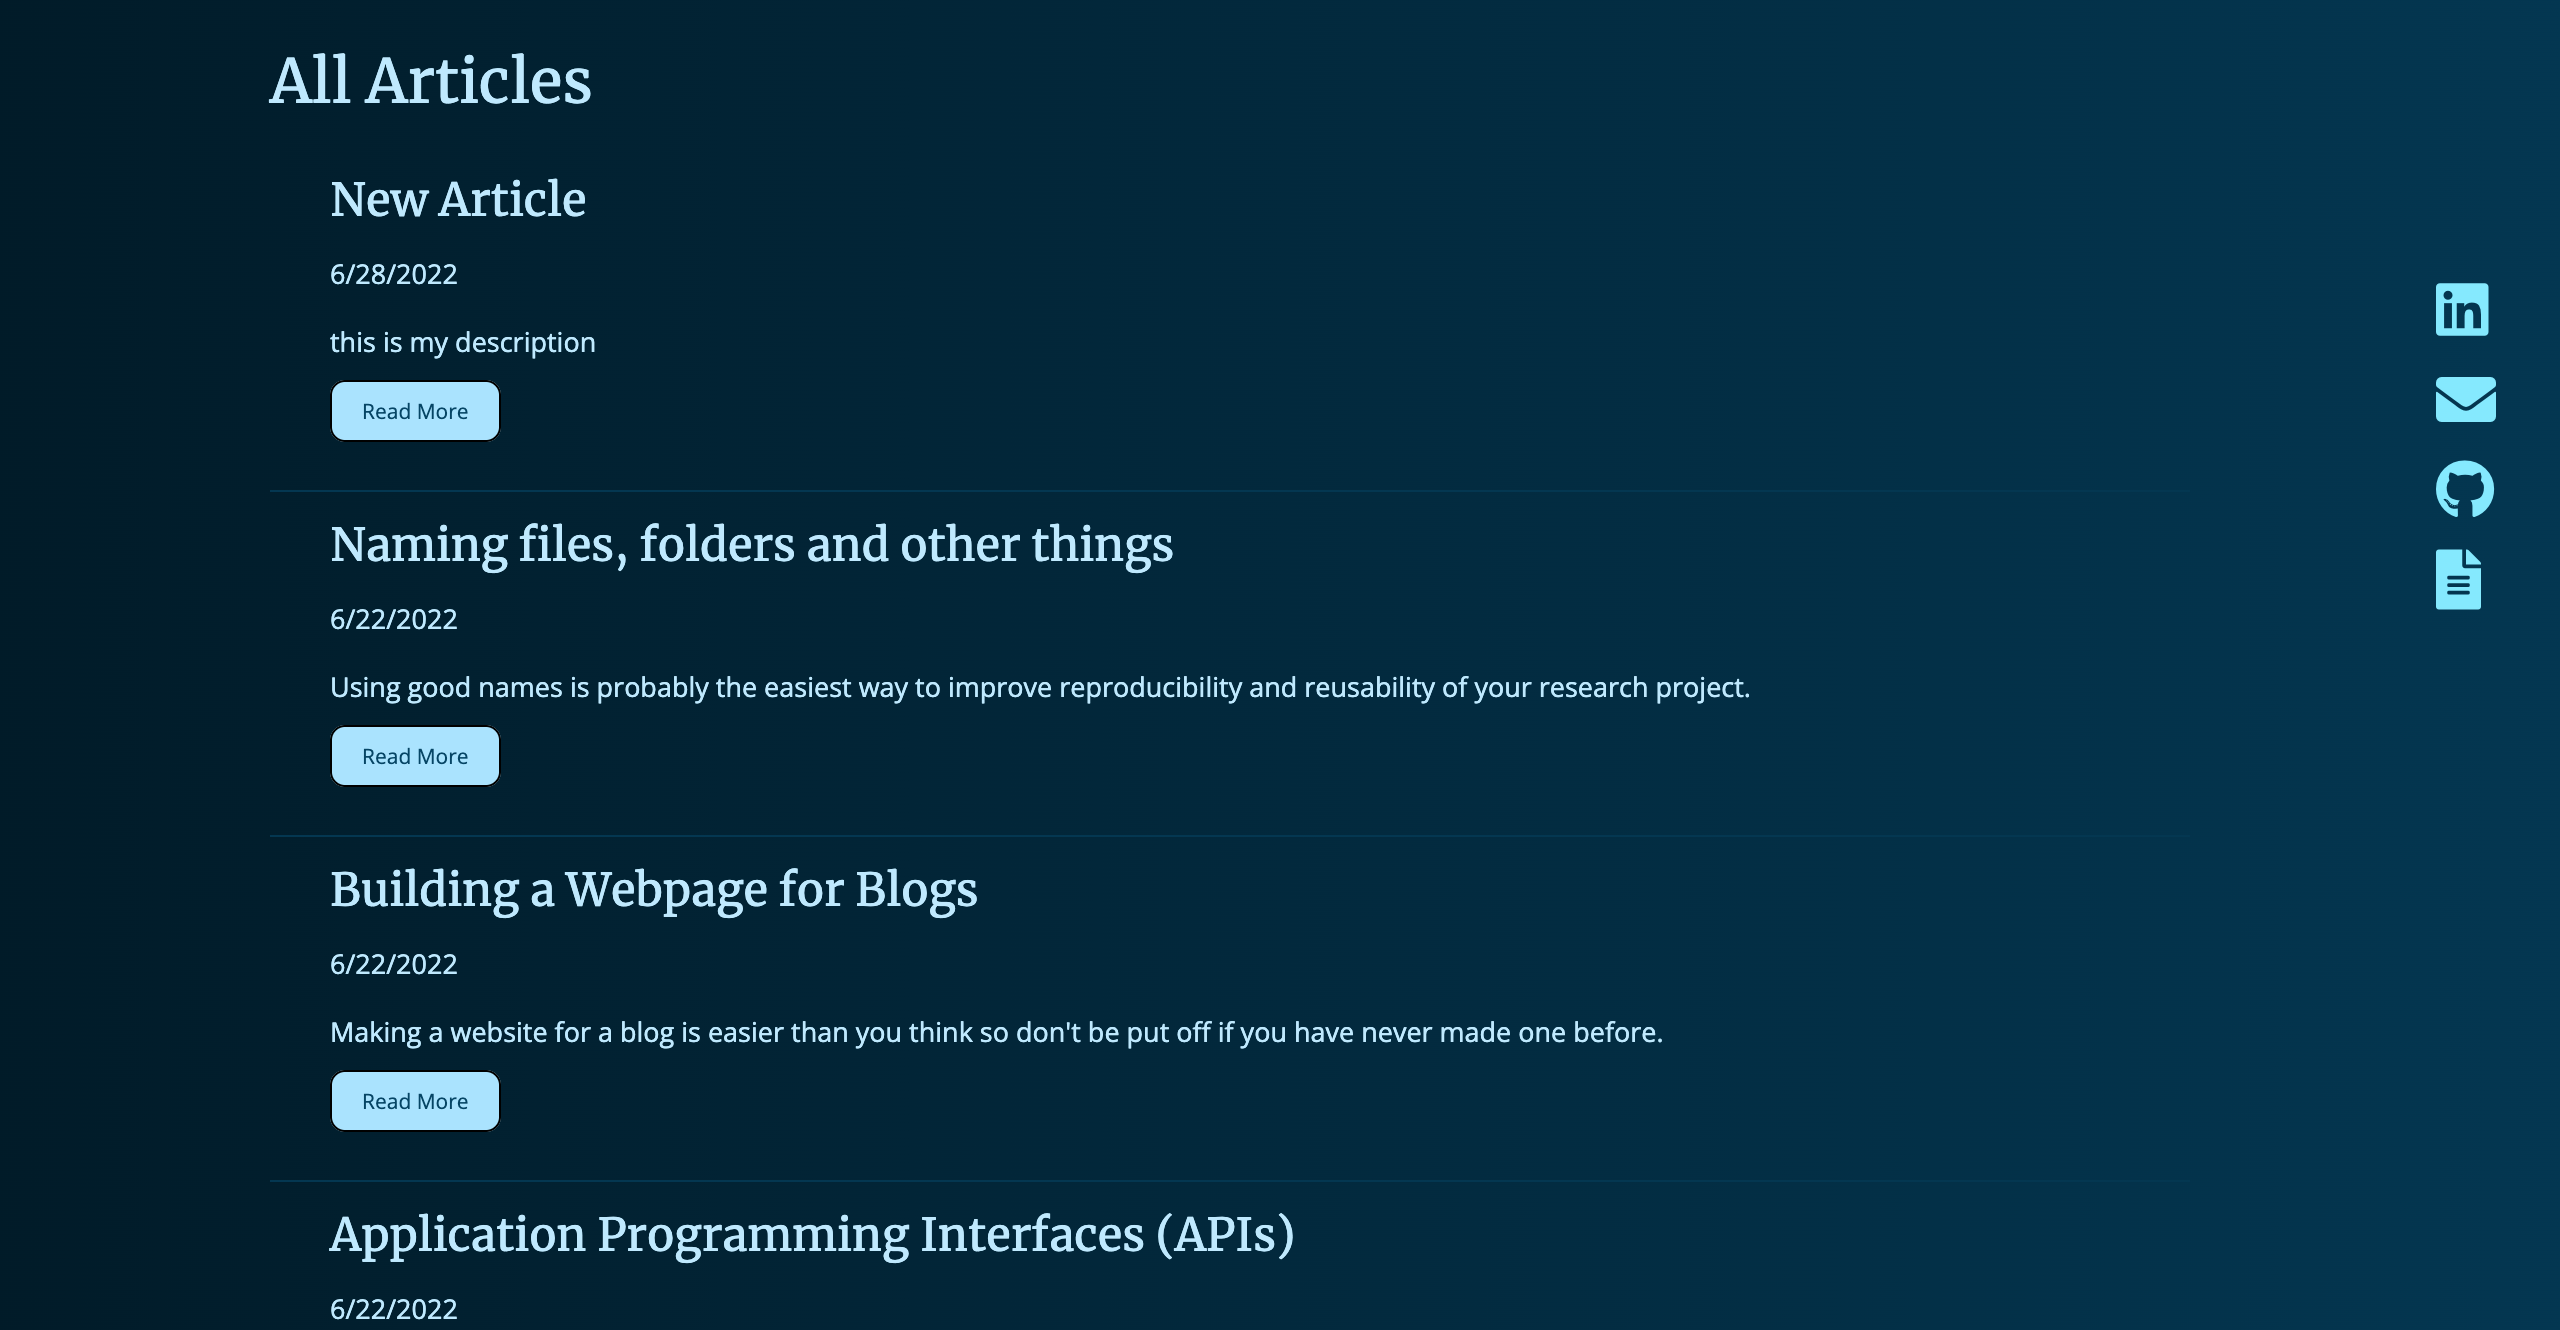 All Articles
New Article
6/28/2022
this is my description
Read More
in
Naming files, folders and other things
6/22/2022
Using good names is probably the easiest way to improve reproducibility and reusability of your research project.
Read More
Building a Webpage for Blogs
6/22/2022
Making a website for a blog is easier than you think so don't be put off if you have never made one before.
Read More
Application Programming Interfaces (APIs)
6/22/2022